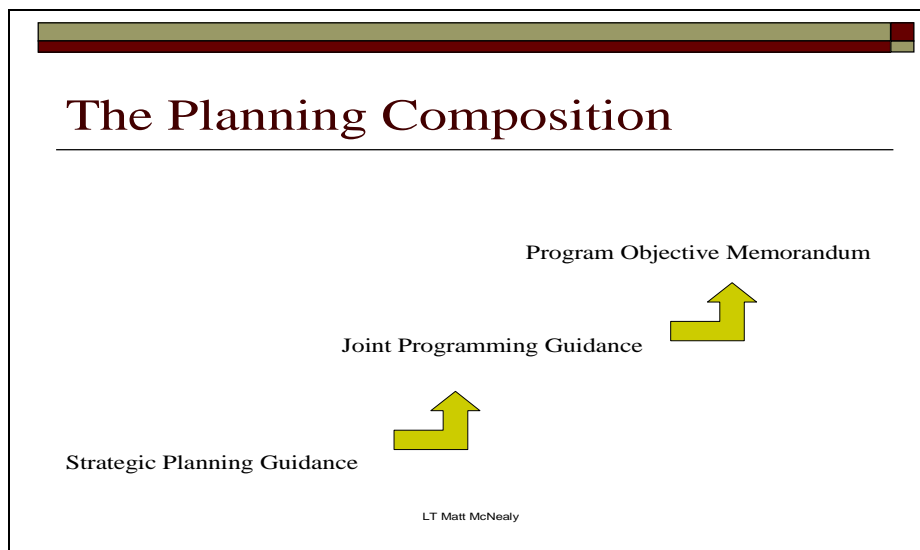 The Planning Composition
Program Objective Memorandum
Joint Programming Guidance
Strategic Planning Guidance
LT Matt McNealy